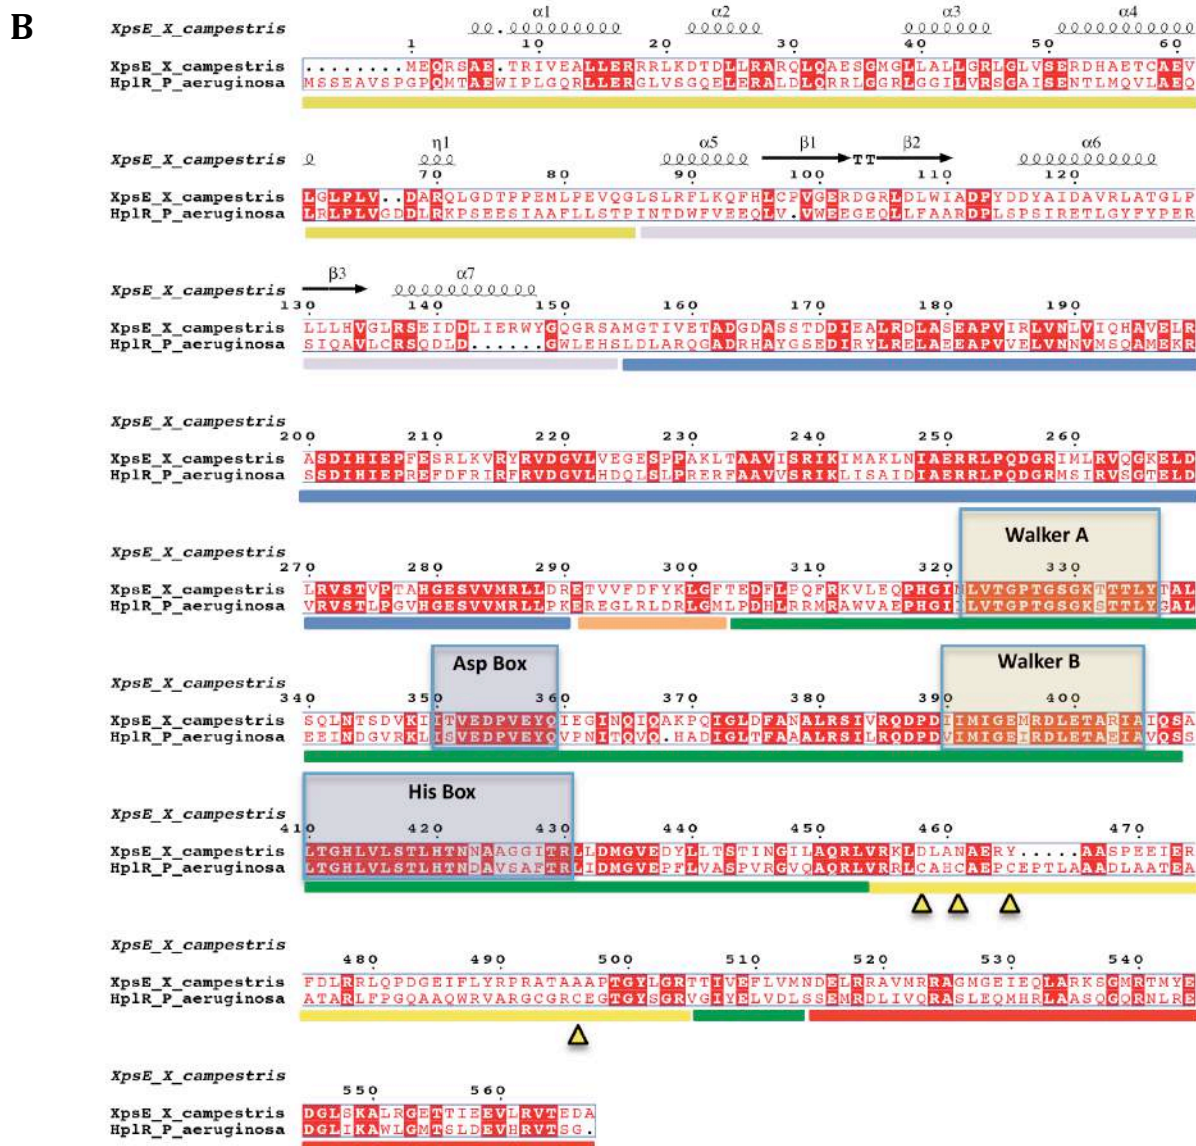 B
α1 α2 α3 α4
XpsE_X_campestris
1 10 20 30 40 50 60
XpsE_X_campestris ........MEQRSAE.TRIVEALLERRRLKDTDLLRARQLQAESGMGLLALLGRLGLVSERDHAETCAEV
HplR_P_aeruginosa MSSEAVSPGPQMTAEWIPLGQRLLERGLVSGQELERALDLQRRLGGRLGGILVRSGAISENTLMQVLAEQ
η1 α5 β1 β2 α6
XpsE_X_campestris TT
70 80 90 100 110 120
XpsE_X_campestris LGLPLV..DARQLGDTPPEMLPEVQGLSLRFLKQFHLCPVGERDGRLDLWIADPYDDYAIDAVRLATGLP
HplR_P_aeruginosa LRLPLVGDDLRKPSEESIAAFLLSTPINTDWFVEEQLV.VWEEGEQLLFAARDPLSPSIRETLGYFYPER
β3 α7
XpsE_X_campestris
130 140 150 160 170 180 190
XpsE_X_campestris LLLHVGLRSEIDDLIERWYGQGRSAMGTIVETADGDASSTDDIEALRDLASEAPVIRLVNLVIQHAVELR
HplR_P_aeruginosa SIQAVLCRSQDLD......GWLEHSLDLARQGADRHAYGSEDIRYLRELAEEAPVVELVNNVMSQAMEKR
XpsE_X_campestris
200 210 220 230 240 250 260
XpsE_X_campestris ASDIHIEPFESRLKVRYRVDGVLVEGESPPAKLTAAVISRIKIMAKLNIAERRLPQDGRIMLRVQGKELD
HplR_P_aeruginosa SSDIHIEPREFDFRIRFRVDGVLHDQLSLPRERFAAVVSRIKLISAIDIAERRLPQDGRMSIRVSGTELD
Walker A
XpsE_X_campestris
270 280 290 300 310 320 330
XpsE_X_campestris LRVSTVPTAHGESVVMRLLDRETVVFDFYKLGFTEDFLPQFRKVLEQPHGINLVTGPTGSGKTTTLYTAL
HplR_P_aeruginosa VRVSTLPGVHGESVVMRLLPKEREGLRLDRLGMLPDHLRRMRAWVAEPHGIILVTGPTGSGKSTTLYGAL
Asp Box Walker B
XpsE_X_campestris
340 350 360 370 380 390 400
XpsE_X_campestris SQLNTSDVKIITVEDPVEYQIEGINQIQAKPQIGLDFANALRSIVRQDPDIIMIGEMRDLETARIAIQSA
HplR_P_aeruginosa EEINDGVRKLISVEDPVEYQVPNITQVQ.HADIGLTFAAALRSILRQDPDVIMIGEIRDLETAEIAVQSS
His Box
XpsE_X_campestris
410 420 430 440 450 460 470
XpsE_X_campestris LTGHLVLSTLHTNNAAGGITRLLDMGVEDYLLTSTINGILAQRLVRKLDLANAERY.....AASPEEIER
HplR_P_aeruginosa LTGHLVLSTLHTNDAVSAFTRLIDMGVEPFLVASPVRGVQAQRLVRRLCAHCAEPCEPTLAAADLAATEA
XpsE_X_campestris
480 490 500 510 520 530 540
XpsE_X_campestris FDLRRLQPDGEIFLYRPRATAAAPTGYLGRTTIVEFLVMNDELRRAVMRRAGMGEIEQLARKSGMRTMYE
HplR_P_aeruginosa ATARLFPGQAAQWRVARGCGRCEGTGYSGRVGIYELVDLSSEMRDLIVQRASLEQMHRLAASQGQRNLRE
XpsE_X_campestris
550 560
XpsE_X_campestris DGLSKALRGETTIEEVLRVTEDA
HplR_P_aeruginosa DGLIKAWLGMTSLDEVHRVTSG.